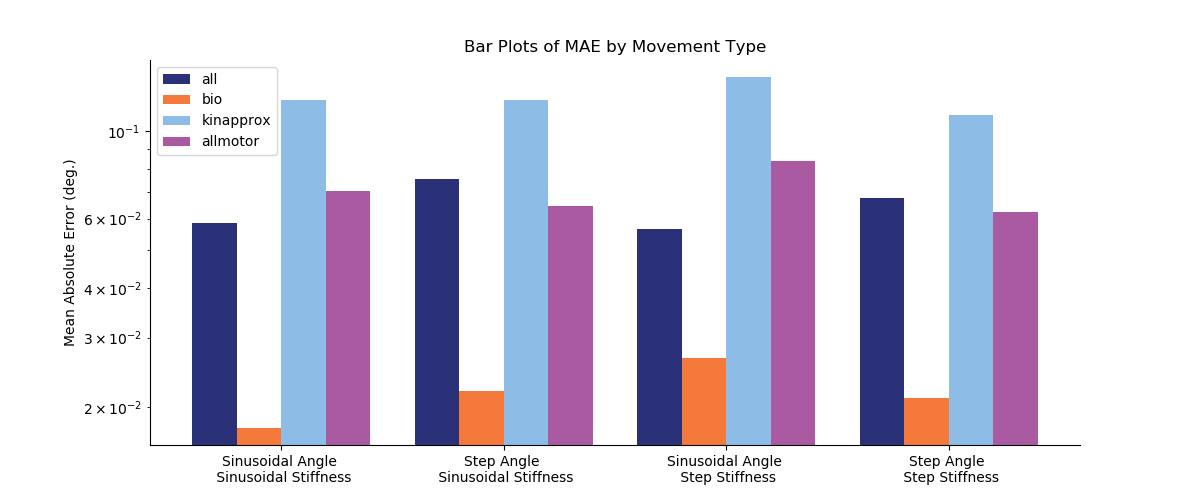 Bar Plots of MAE by Movement Type
all
bio
kinapprox
allmotor
Mean Absolute Error (deg.)
10⁻¹
6 × 10⁻²
4 × 10⁻²
3 × 10⁻²
2 × 10⁻²
Sinusoidal Angle
Sinusoidal Stiffness
Step Angle
Sinusoidal Stiffness
Sinusoidal Angle
Step Stiffness
Step Angle
Step Stiffness